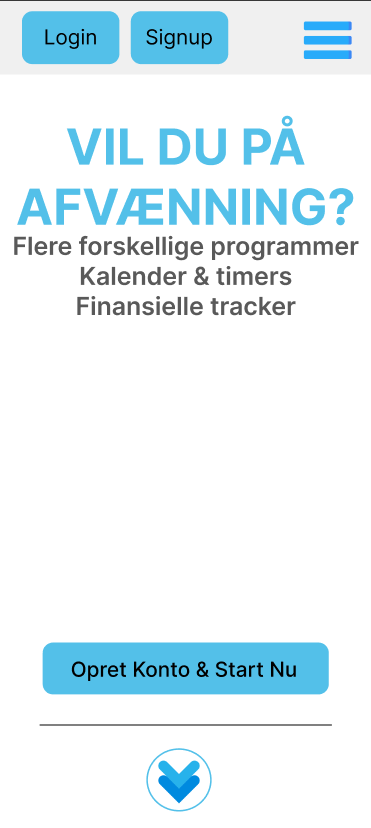 Login
Signup
VIL DU PÅ
AFVÆNNING?
Flere forskellige programmer
Kalender & timers
Finansielle tracker
Opret Konto & Start Nu